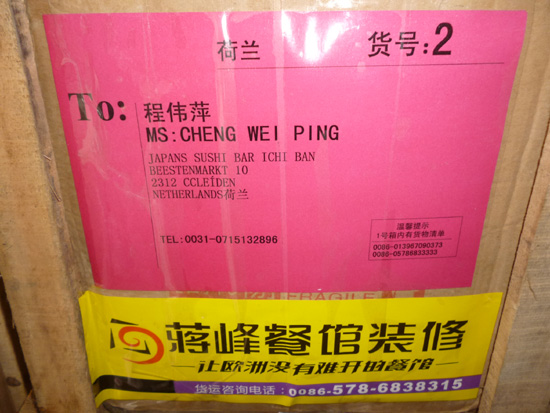 荷兰 货号:2
To: 程伟萍
MS:CHENG WEI PING
JAPANS SUSHI BAR ICHI BAN
BEESTENMARKT 10
2312 CCLEÍDEN
NETHERLANDS荷兰
温馨提示
1号箱内有货物清单
TEL:0031-0715132896
0086-013967090373
0086-05786833333
FRAGILE
蒋峰餐馆装修
让欧洲没有难开的餐馆
货运咨询电话:0086-578-6838315